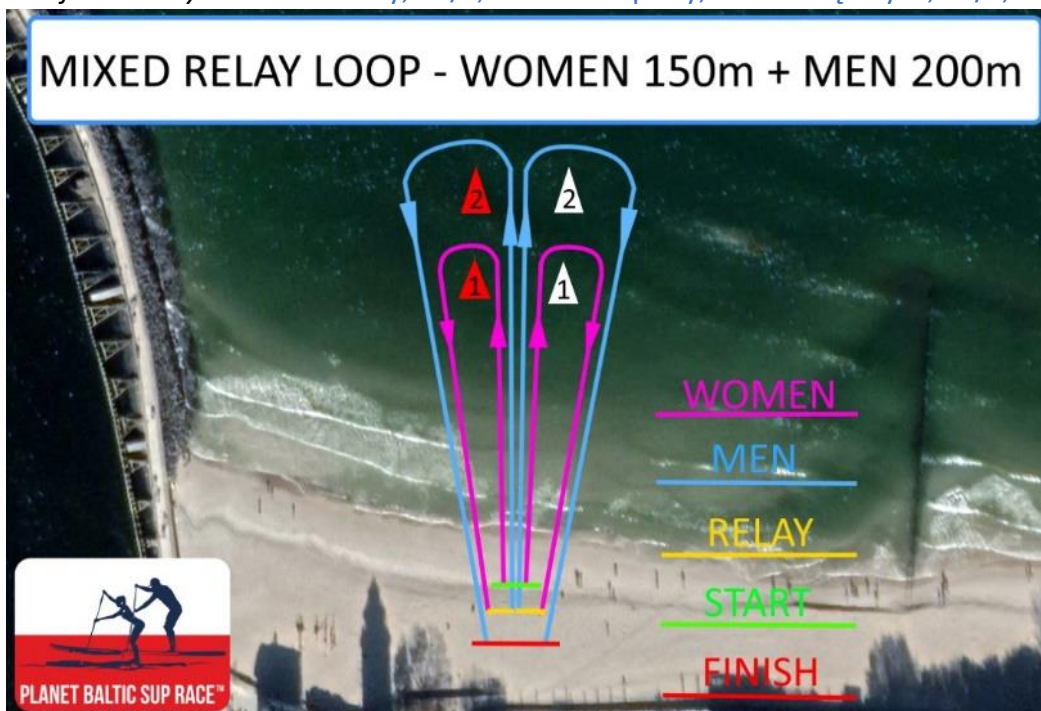 MIXED RELAY LOOP - WOMEN 150m + MEN 200m
2
2
1
1
WOMEN
MEN
RELAY
START
FINISH
PLANET BALTIC SUP RACE™